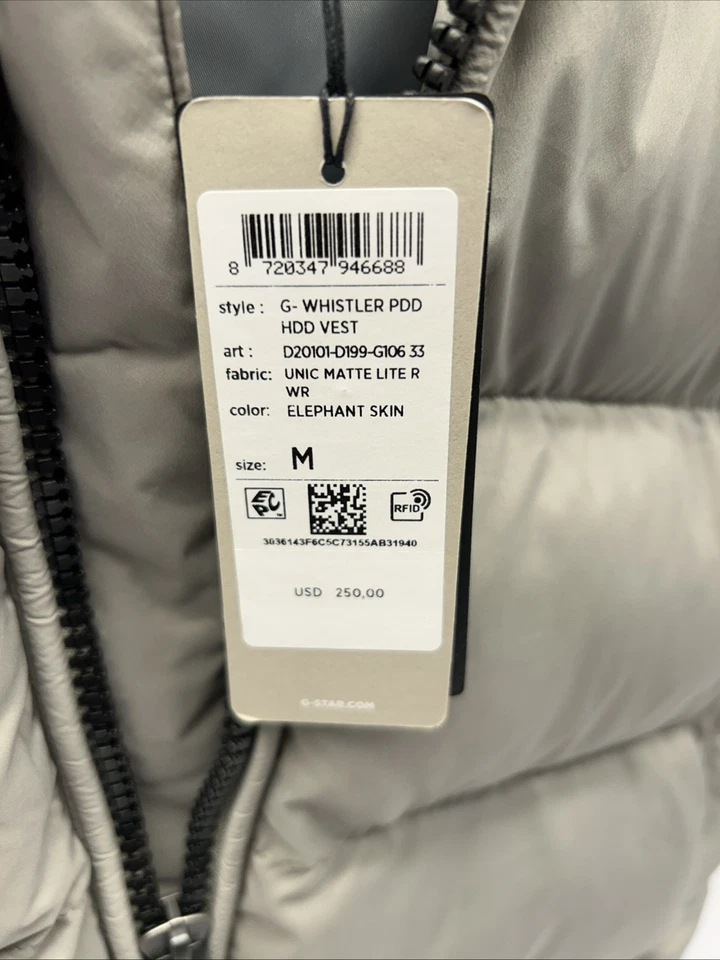 8 720347 946688
style : G- WHISTLER PDD
HDD VEST
art : D20101-D199-G106 33
fabric: UNIC MATTE LITE R
WR
color: ELEPHANT SKIN
size: M
EPC
RFID
3036143F6C5C73155AB31940
USD 250,00
G-STAR.COM